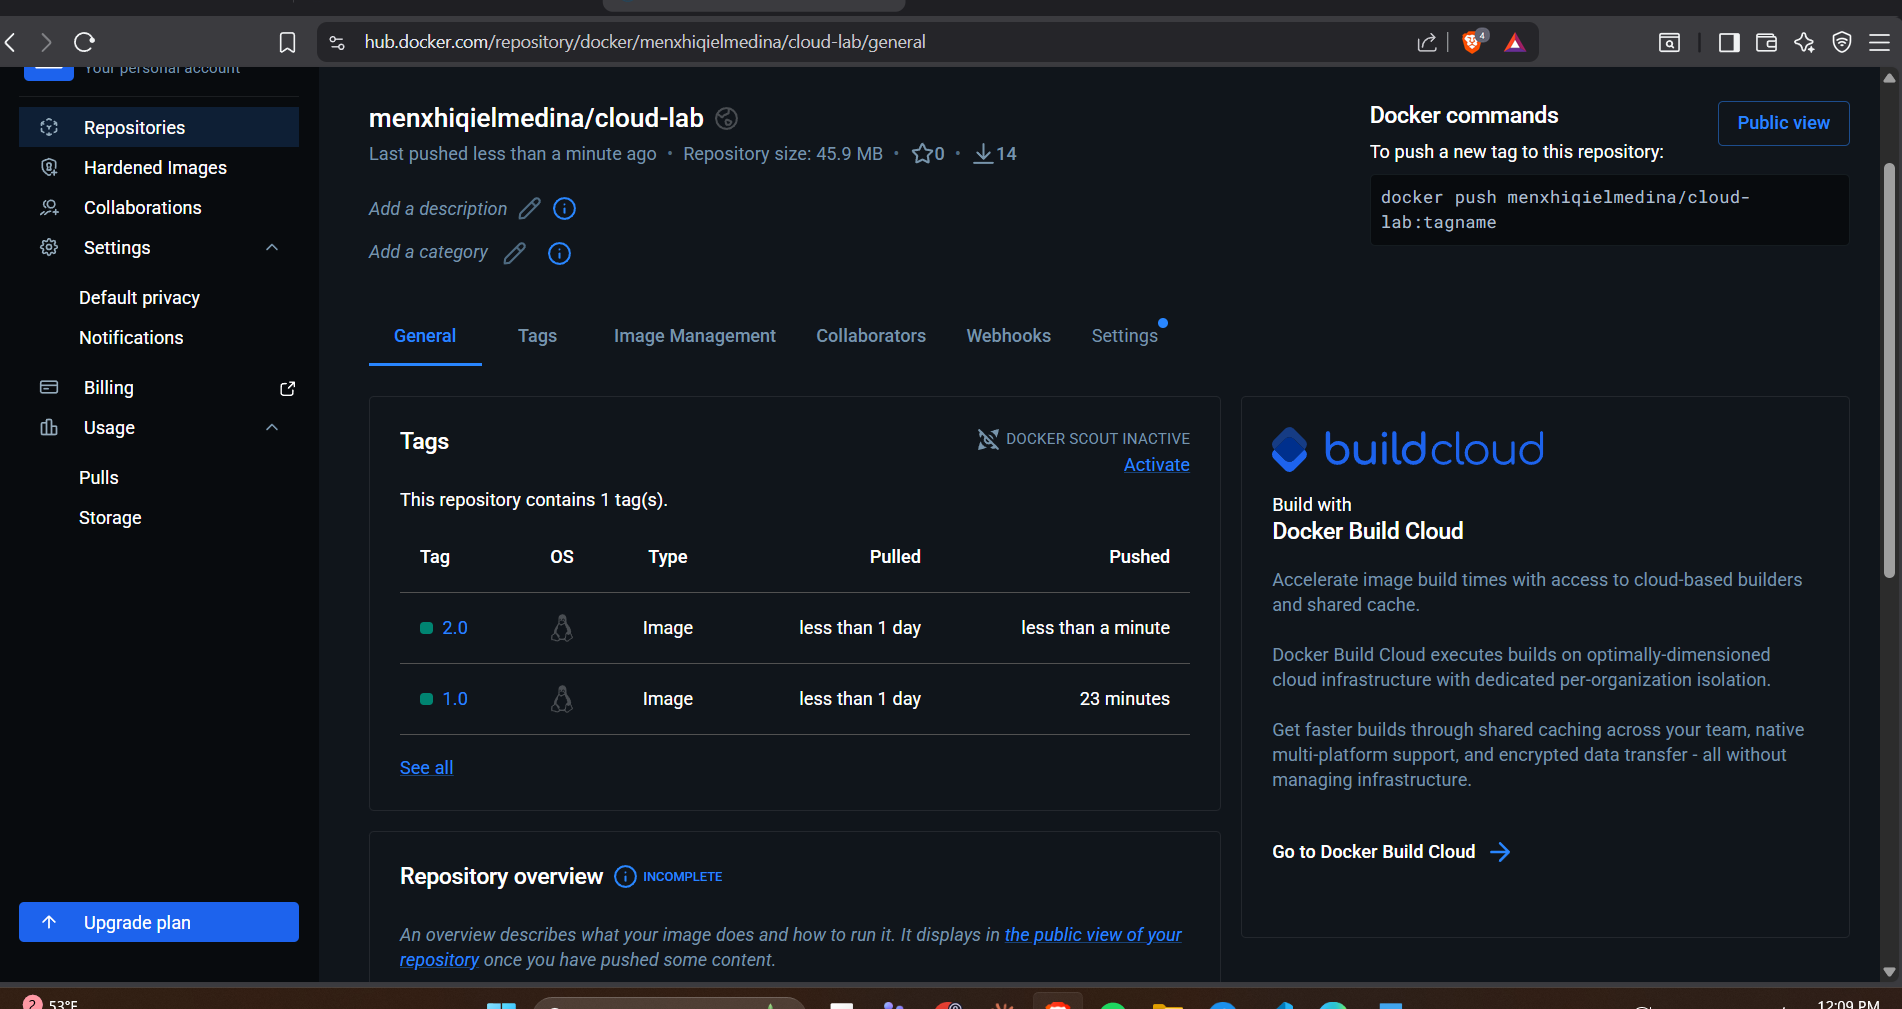 hub.docker.com/repository/docker/menxhiqielmedina/cloud-lab/general
4
Your personal account
Repositories
Hardened Images
Collaborations
Settings
Default privacy
Notifications
Billing
Usage
Pulls
Storage
Upgrade plan
menxhiqielmedina/cloud-lab
Last pushed less than a minute ago • Repository size: 45.9 MB • 0 • 14
Add a description
Add a category
Docker commands
Public view
To push a new tag to this repository:
docker push menxhiqielmedina/cloud-
lab:tagname
General Tags Image Management Collaborators Webhooks Settings
Tags
DOCKER SCOUT INACTIVE
Activate
This repository contains 1 tag(s).
Tag OS Type Pulled Pushed
2.0 Image less than 1 day less than a minute
1.0 Image less than 1 day 23 minutes
See all
Repository overview INCOMPLETE
An overview describes what your image does and how to run it. It displays in the public view of your
repository once you have pushed some content.
buildcloud
Build with
Docker Build Cloud
Accelerate image build times with access to cloud-based builders
and shared cache.
Docker Build Cloud executes builds on optimally-dimensioned
cloud infrastructure with dedicated per-organization isolation.
Get faster builds through shared caching across your team, native
multi-platform support, and encrypted data transfer - all without
managing infrastructure.
Go to Docker Build Cloud
2
53°F
12:09 PM